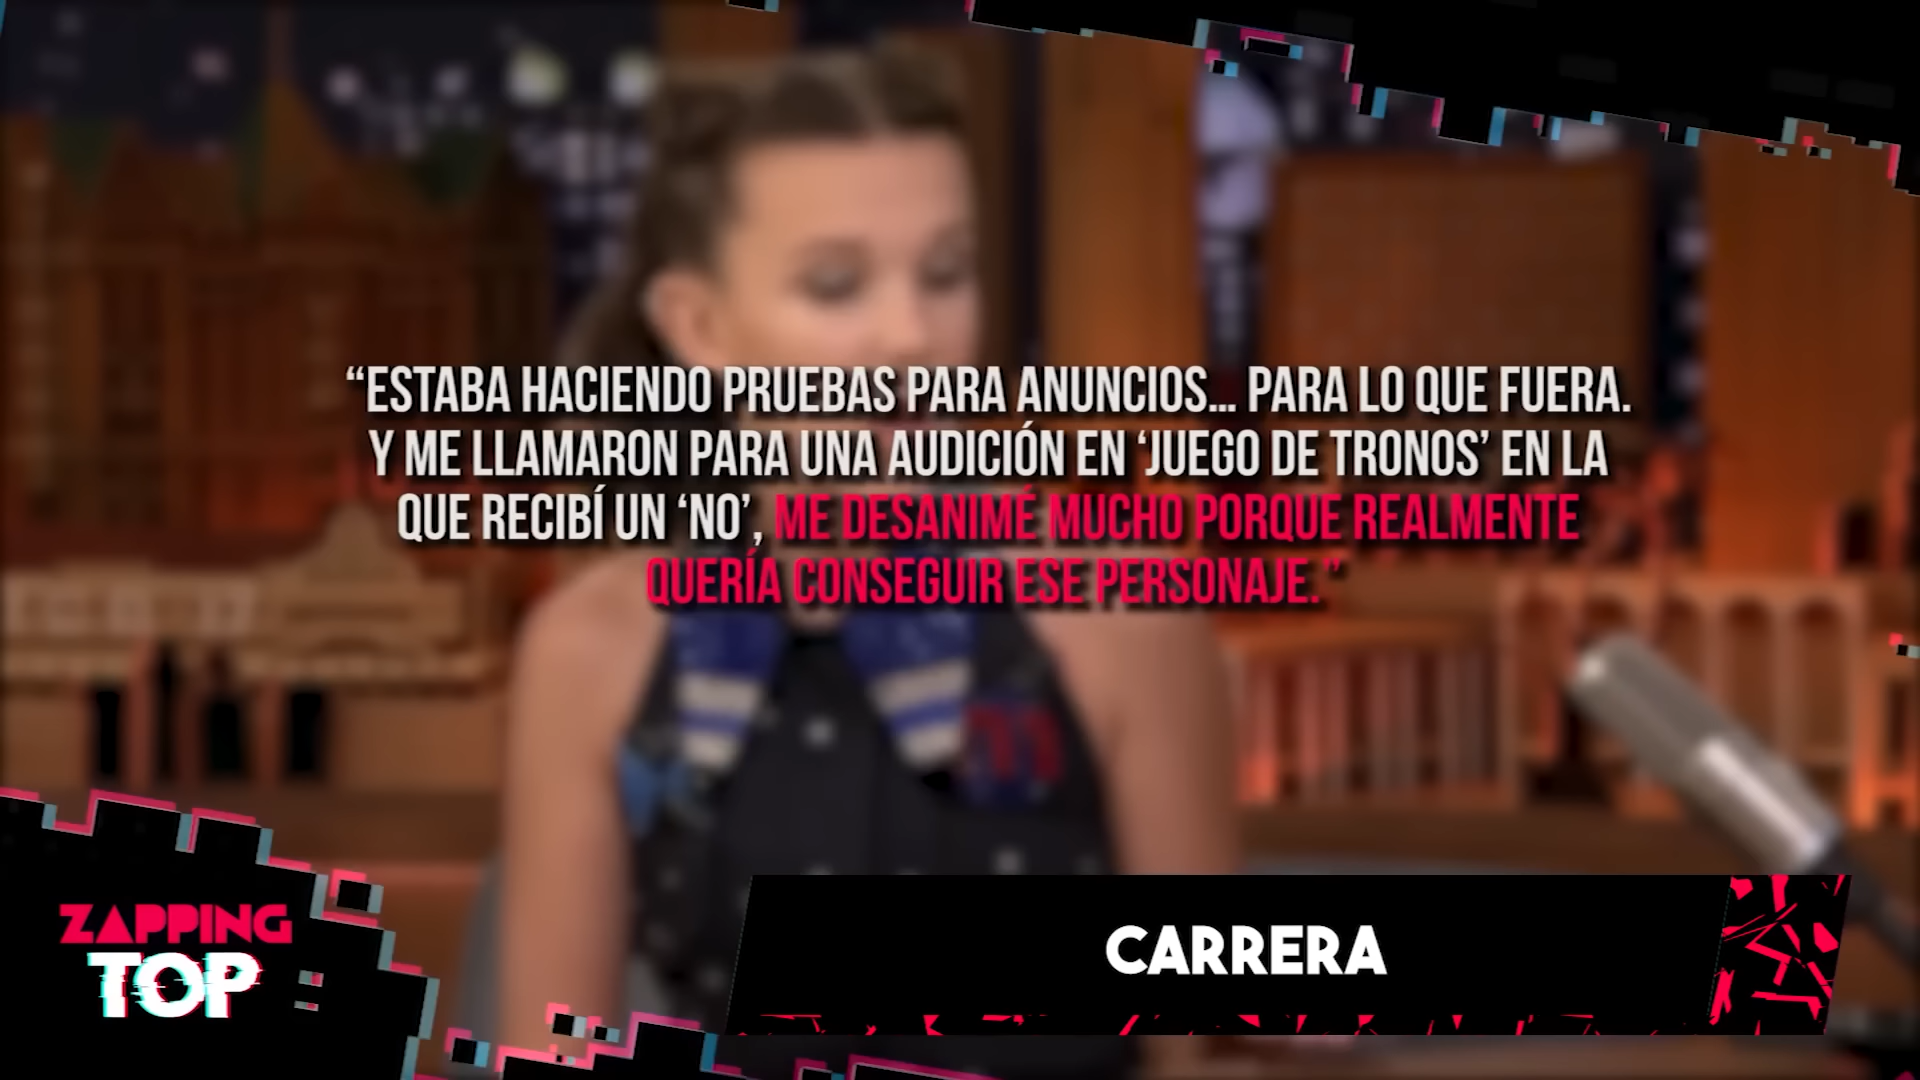 “ESTABA HACIENDO PRUEBAS PARA ANUNCIOS... PARA LO QUE FUERA.
Y ME LLAMARON PARA UNA AUDICIÓN EN ‘JUEGO DE TRONOS’ EN LA
QUE RECIBÍ UN ‘NO’, ME DESANIMÉ MUCHO PORQUE REALMENTE
QUERÍA CONSEGUIR ESE PERSONAJE.”
ZAPPING
TOP
CARRERA